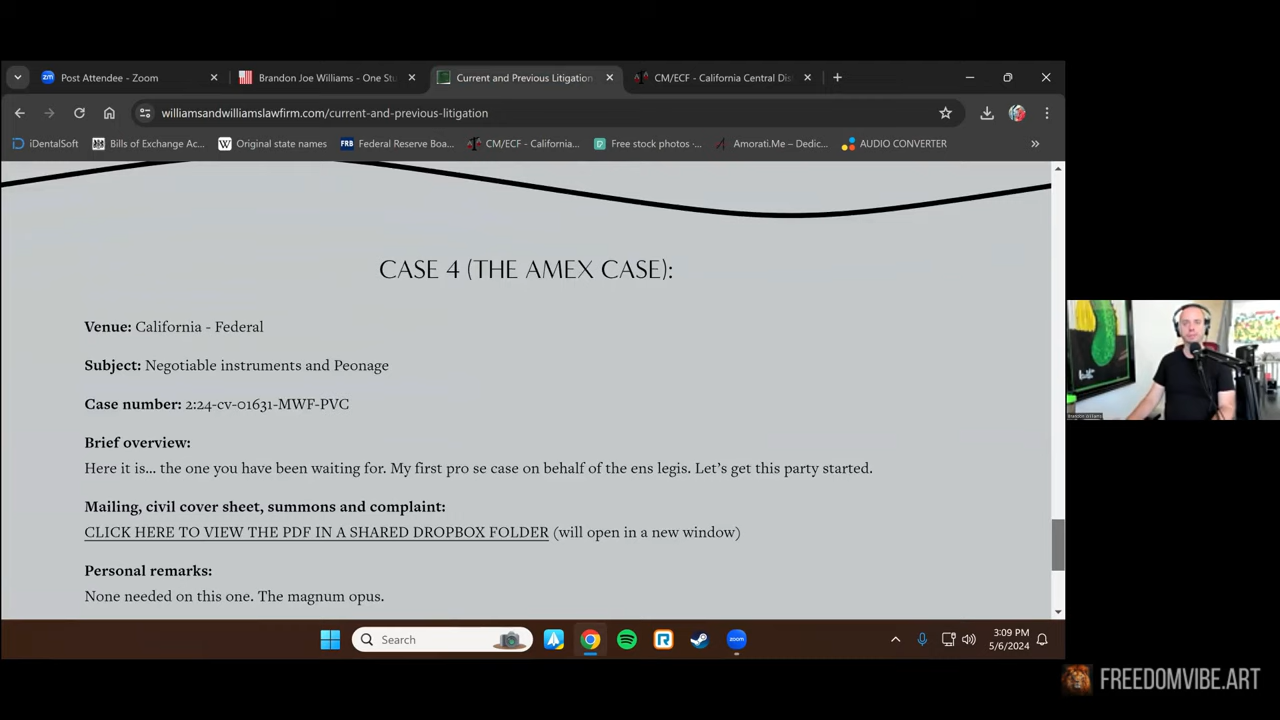 Post Attendee - Zoom
Brandon Joe Williams - One Stu
Current and Previous Litigation
CM/ECF - California Central Dis
williamsandwilliamslawfirm.com/current-and-previous-litigation
iDentalSoft
Bills of Exchange Ac...
Original state names
FRB Federal Reserve Boa...
CM/ECF - California...
Free stock photos ·...
Amorati.Me – Dedic...
AUDIO CONVERTER
CASE 4 (THE AMEX CASE):
Venue: California - Federal
Subject: Negotiable instruments and Peonage
Case number: 2:24-cv-01631-MWF-PVC
Brief overview:
Here it is... the one you have been waiting for. My first pro se case on behalf of the ens legis. Let's get this party started.
Mailing, civil cover sheet, summons and complaint:
CLICK HERE TO VIEW THE PDF IN A SHARED DROPBOX FOLDER (will open in a new window)
Personal remarks:
None needed on this one. The magnum opus.
Search
zoom
3:09 PM
5/6/2024
FREEDOMVIBE.ART